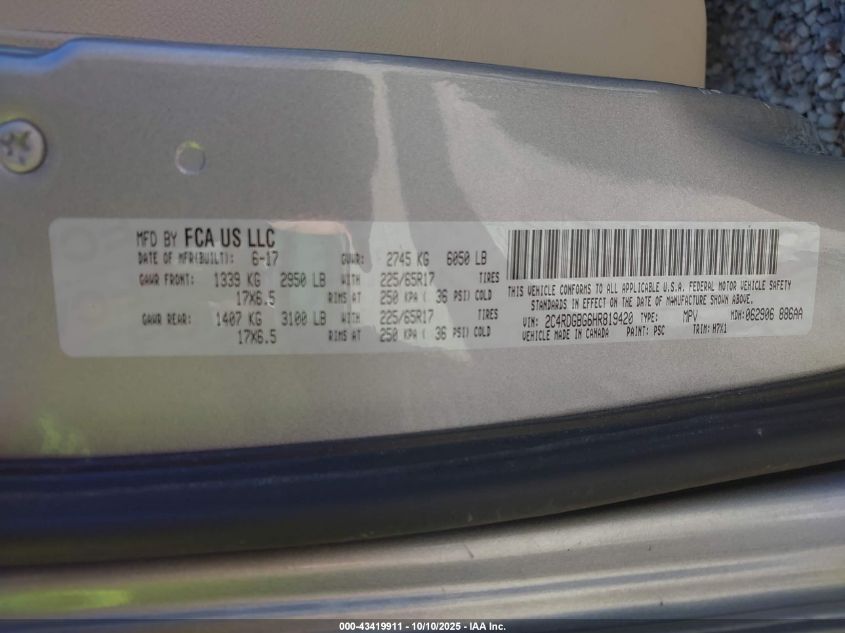 MFD BY FCA US LLC
DATE OF MFR(BUILT): 6-17 GVWR: 2745 KG 6050 LB
GAWR FRONT: 1339 KG 2950 LB WITH 225/65R17 TIRES
17X6.5 RIMS AT 250 KPA ( 36 PSI) COLD
GAWR REAR: 1407 KG 3100 LB WITH 225/65R17 TIRES
17X6.5 RIMS AT 250 KPA ( 36 PSI) COLD
THIS VEHICLE CONFORMS TO ALL APPLICABLE U.S.A. FEDERAL MOTOR VEHICLE SAFETY
STANDARDS IN EFFECT ON THE DATE OF MANUFACTURE SHOWN ABOVE.
VIN: 2C4RDGBG6HR819420 TYPE: MPV MDH: 062906 886AA
VEHICLE MADE IN CANADA PAINT: PSC TRIM: H7X1
000-43419911 - 10/10/2025 - IAA Inc.